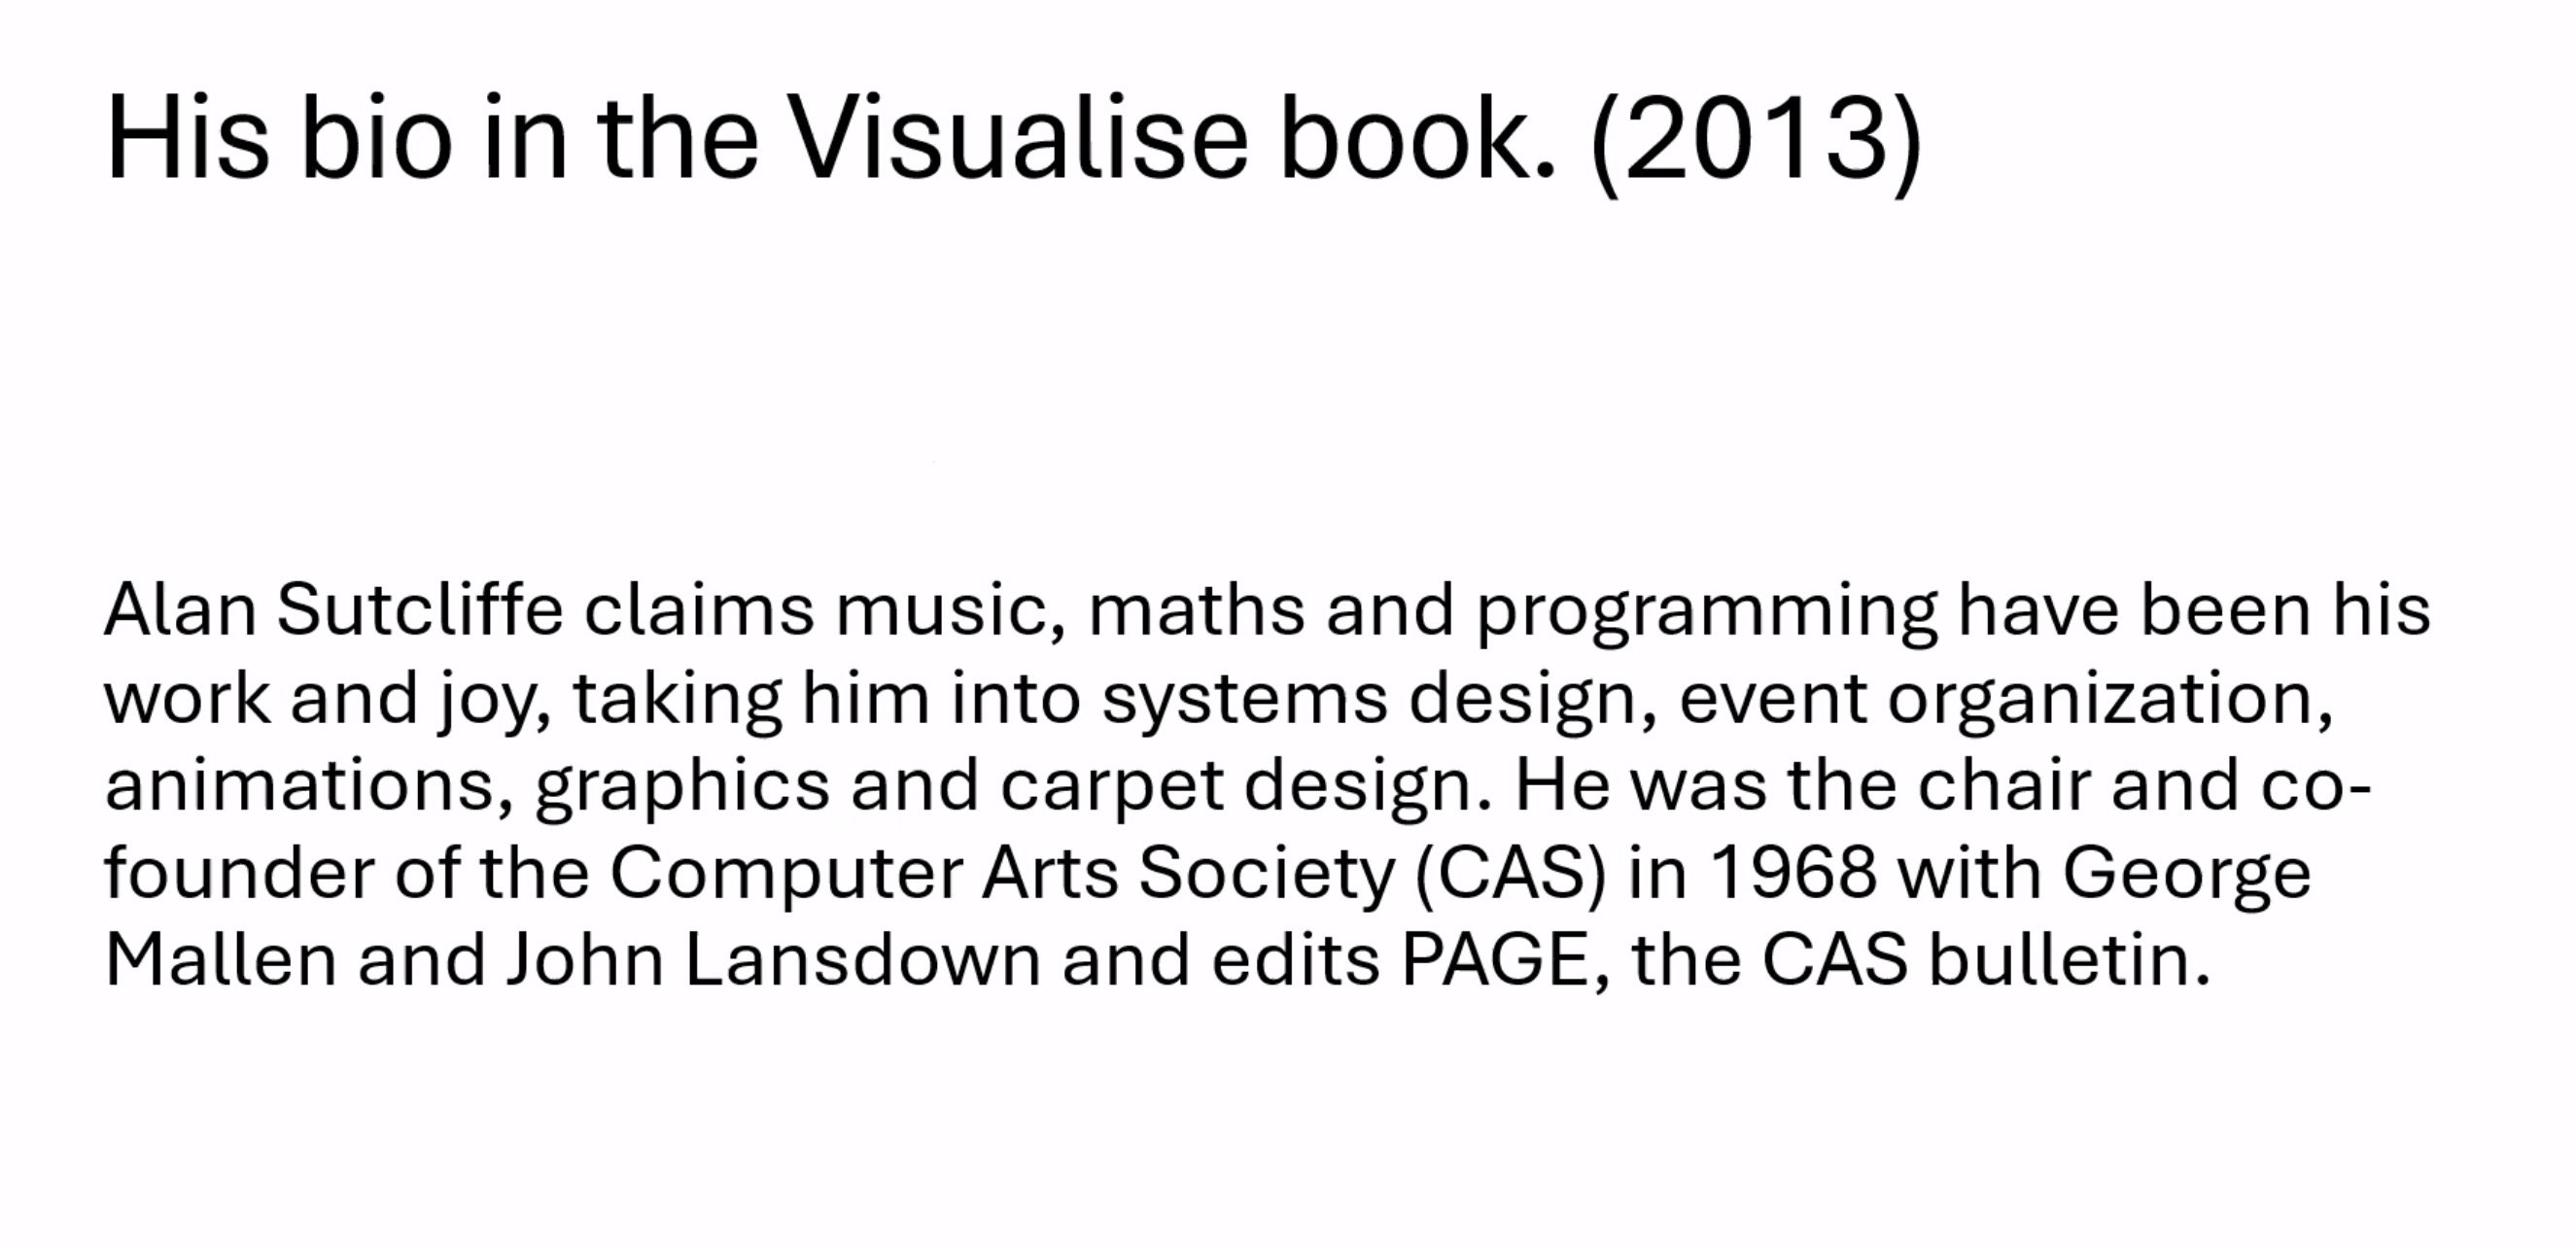 His bio in the Visualise book. (2013)
Alan Sutcliffe claims music, maths and programming have been his
work and joy, taking him into systems design, event organization,
animations, graphics and carpet design. He was the chair and co-
founder of the Computer Arts Society (CAS) in 1968 with George
Mallen and John Lansdown and edits PAGE, the CAS bulletin.